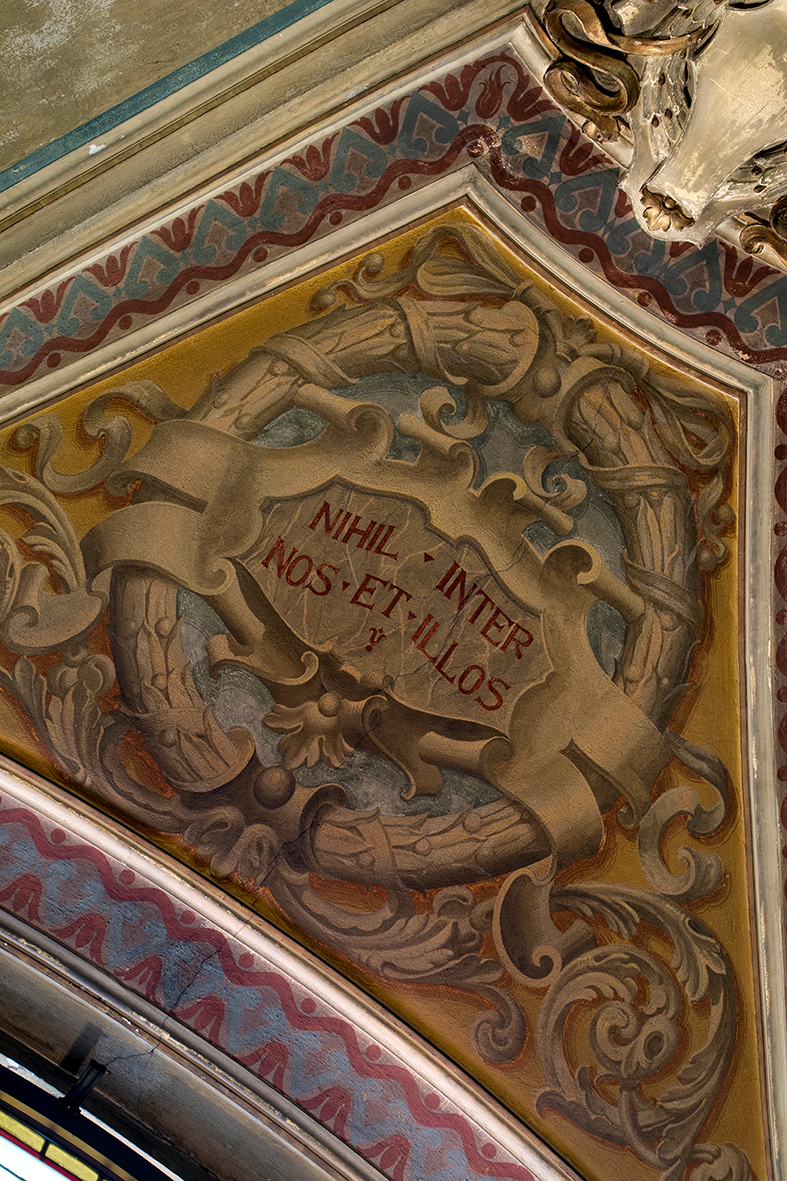 NIHIL · INTER
NOS · ET · ILLOS